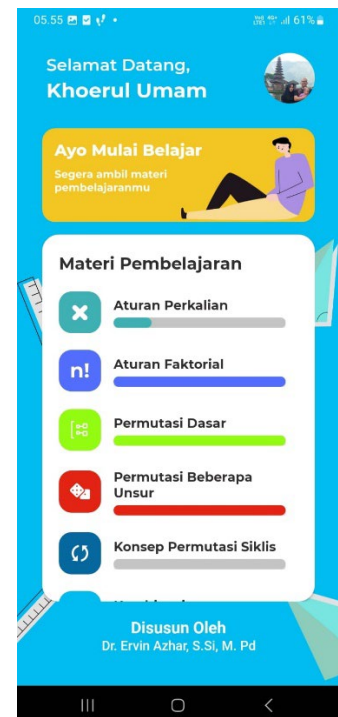 05.55
61%
Selamat Datang,
Khoerul Umam
Ayo Mulai Belajar
Segera ambil materi
pembelajaranmu
Materi Pembelajaran
Aturan Perkalian
n!
Aturan Faktorial
Permutasi Dasar
Permutasi Beberapa
Unsur
Konsep Permutasi Siklis
Disusun Oleh
Dr. Ervin Azhar, S.Si, M. Pd